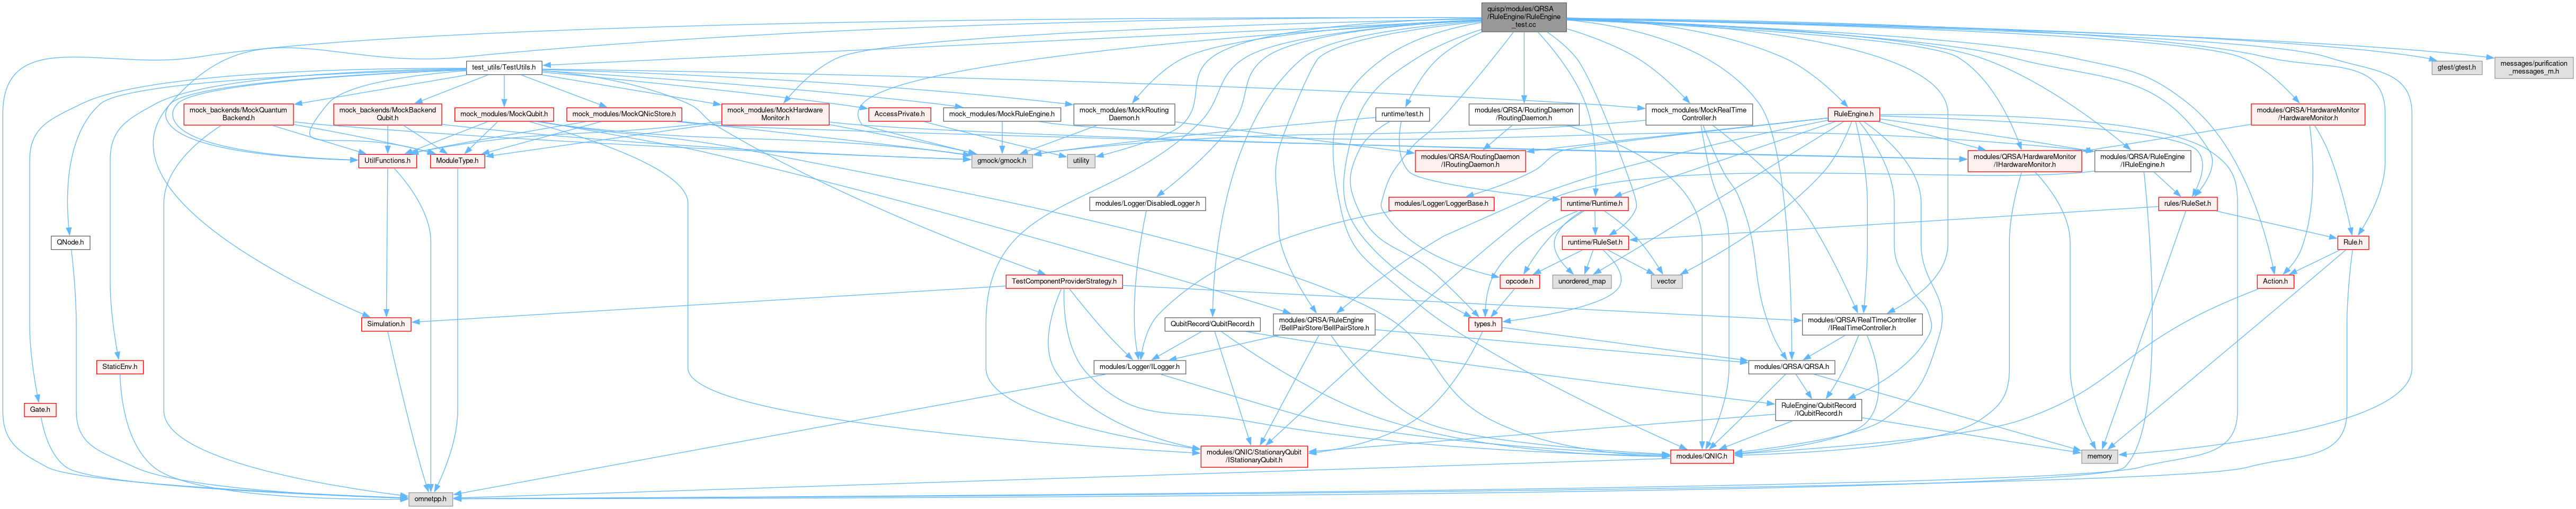 quisp/modules/QRSA
/RuleEngine/RuleEngine
_test.cc
test_utils/TestUtils.h
gtest/gtest.h
messages/purification
_messages_m.h
mock_backends/MockQuantum
Backend.h
mock_backends/MockBackend
Qubit.h
mock_modules/MockQubit.h
mock_modules/MockQNicStore.h
mock_modules/MockHardware
Monitor.h
AccessPrivate.h
mock_modules/MockRuleEngine.h
mock_modules/MockRouting
Daemon.h
runtime/test.h
modules/QRSA/RoutingDaemon
/RoutingDaemon.h
mock_modules/MockRealTime
Controller.h
RuleEngine.h
modules/QRSA/HardwareMonitor
/HardwareMonitor.h
UtilFunctions.h
ModuleType.h
gmock/gmock.h
utility
modules/QRSA/RoutingDaemon
/IRoutingDaemon.h
modules/QRSA/HardwareMonitor
/IHardwareMonitor.h
modules/QRSA/RuleEngine
/IRuleEngine.h
modules/Logger/DisabledLogger.h
modules/Logger/LoggerBase.h
runtime/Runtime.h
rules/RuleSet.h
QNode.h
runtime/RuleSet.h
Rule.h
TestComponentProviderStrategy.h
opcode.h
unordered_map
vector
Action.h
Simulation.h
QubitRecord/QubitRecord.h
modules/QRSA/RuleEngine
/BellPairStore/BellPairStore.h
types.h
modules/QRSA/RealTimeController
/IRealTimeController.h
StaticEnv.h
modules/Logger/ILogger.h
modules/QRSA/QRSA.h
Gate.h
RuleEngine/QubitRecord
/IQubitRecord.h
modules/QNIC/StationaryQubit
/IStationaryQubit.h
modules/QNIC.h
memory
omnetpp.h